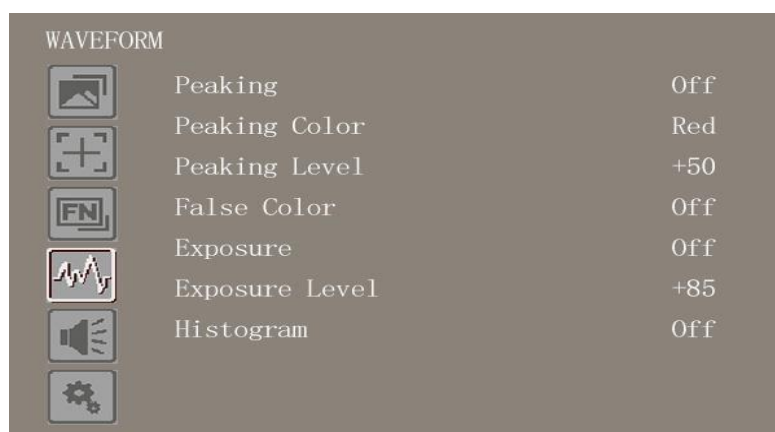 WAVEFORM
Peaking Off
Peaking Color Red
Peaking Level +50
FN
False Color Off
Exposure Off
Exposure Level +85
Histogram Off